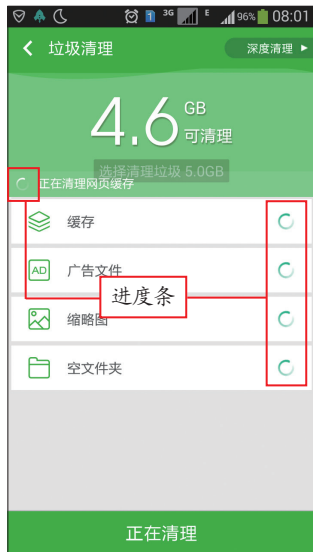 3G E 96% 08:01
垃圾清理 深度清理
4.6 GB
可清理
选择清理垃圾 5.0GB
正在清理网页缓存
缓存
AD 广告文件
进度条
缩略图
空文件夹
正在清理